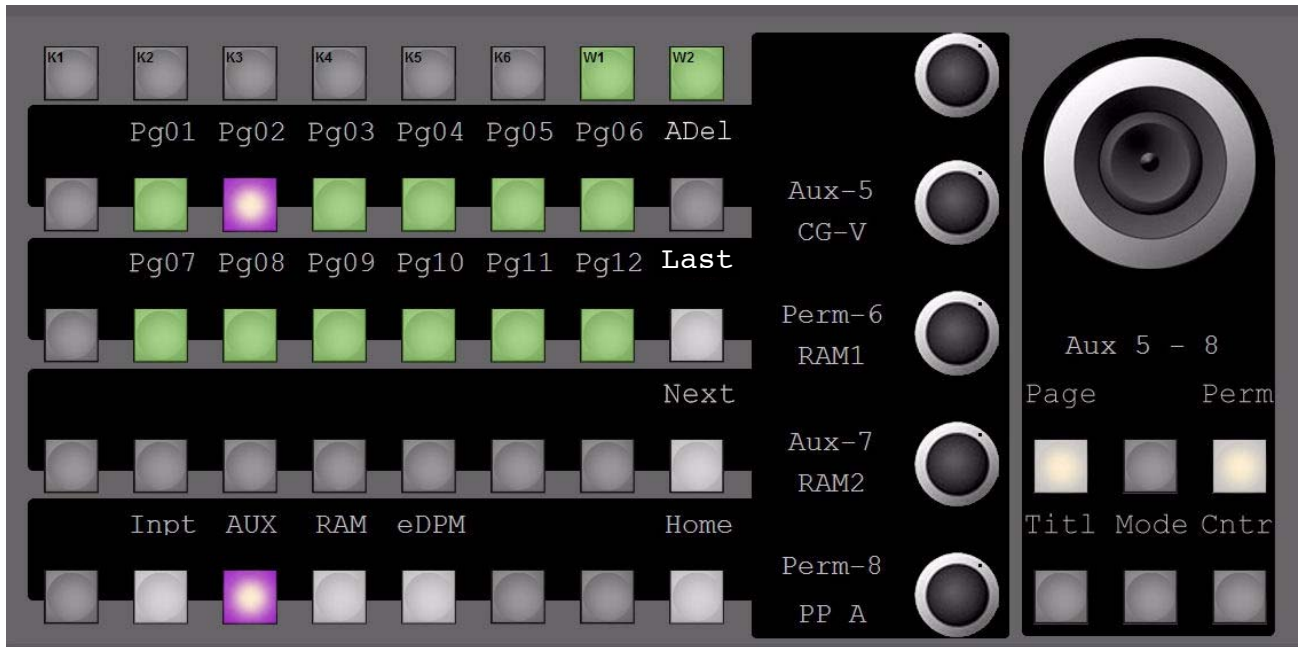 K1 K2 K3 K4 K5 K6 W1 W2
Pg01 Pg02 Pg03 Pg04 Pg05 Pg06 ADel
Pg07 Pg08 Pg09 Pg10 Pg11 Pg12 Last
Next
Inpt AUX RAM eDPM Home
Aux-5
CG-V
Perm-6
RAM1
Aux-7
RAM2
Perm-8
PP A
Aux 5 - 8
Page Perm
Titl Mode Cntr